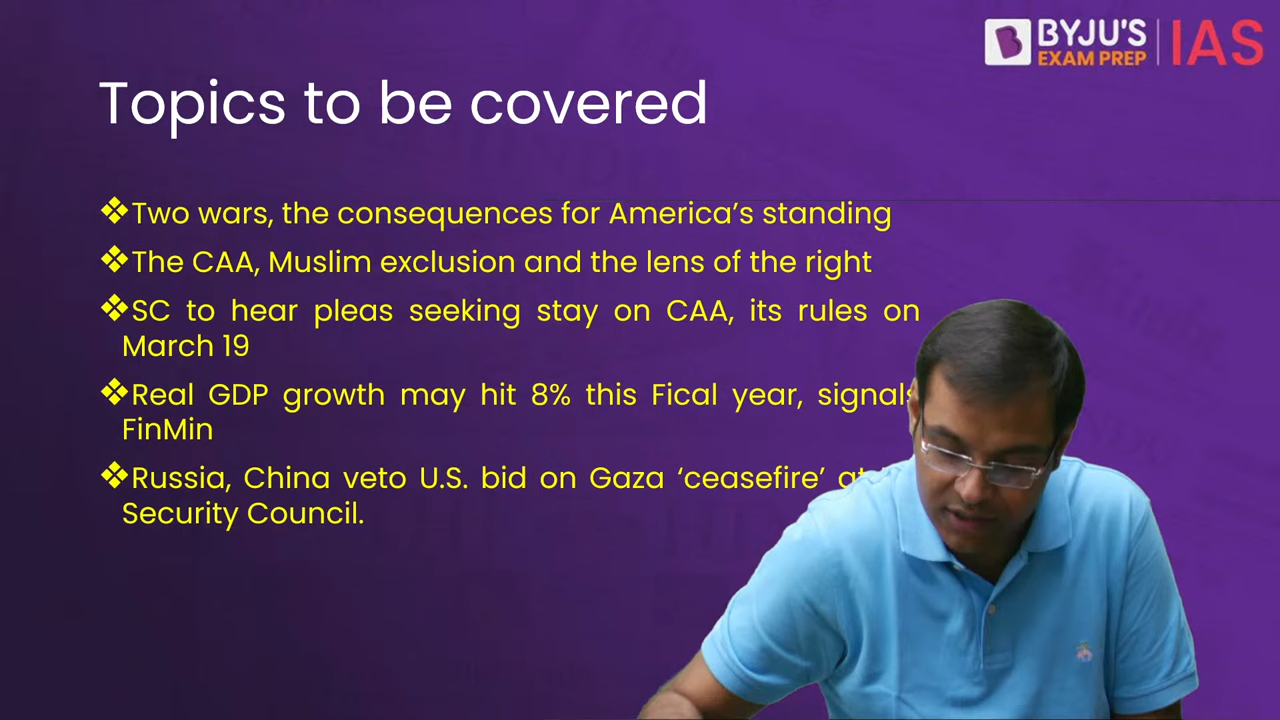 BYJU'S
EXAM PREP
IAS
Topics to be covered
❖Two wars, the consequences for America’s standing
❖The CAA, Muslim exclusion and the lens of the right
❖SC to hear pleas seeking stay on CAA, its rules on
March 19
❖Real GDP growth may hit 8% this Fical year, signals
FinMin
❖Russia, China veto U.S. bid on Gaza ‘ceasefire’
Security Council.